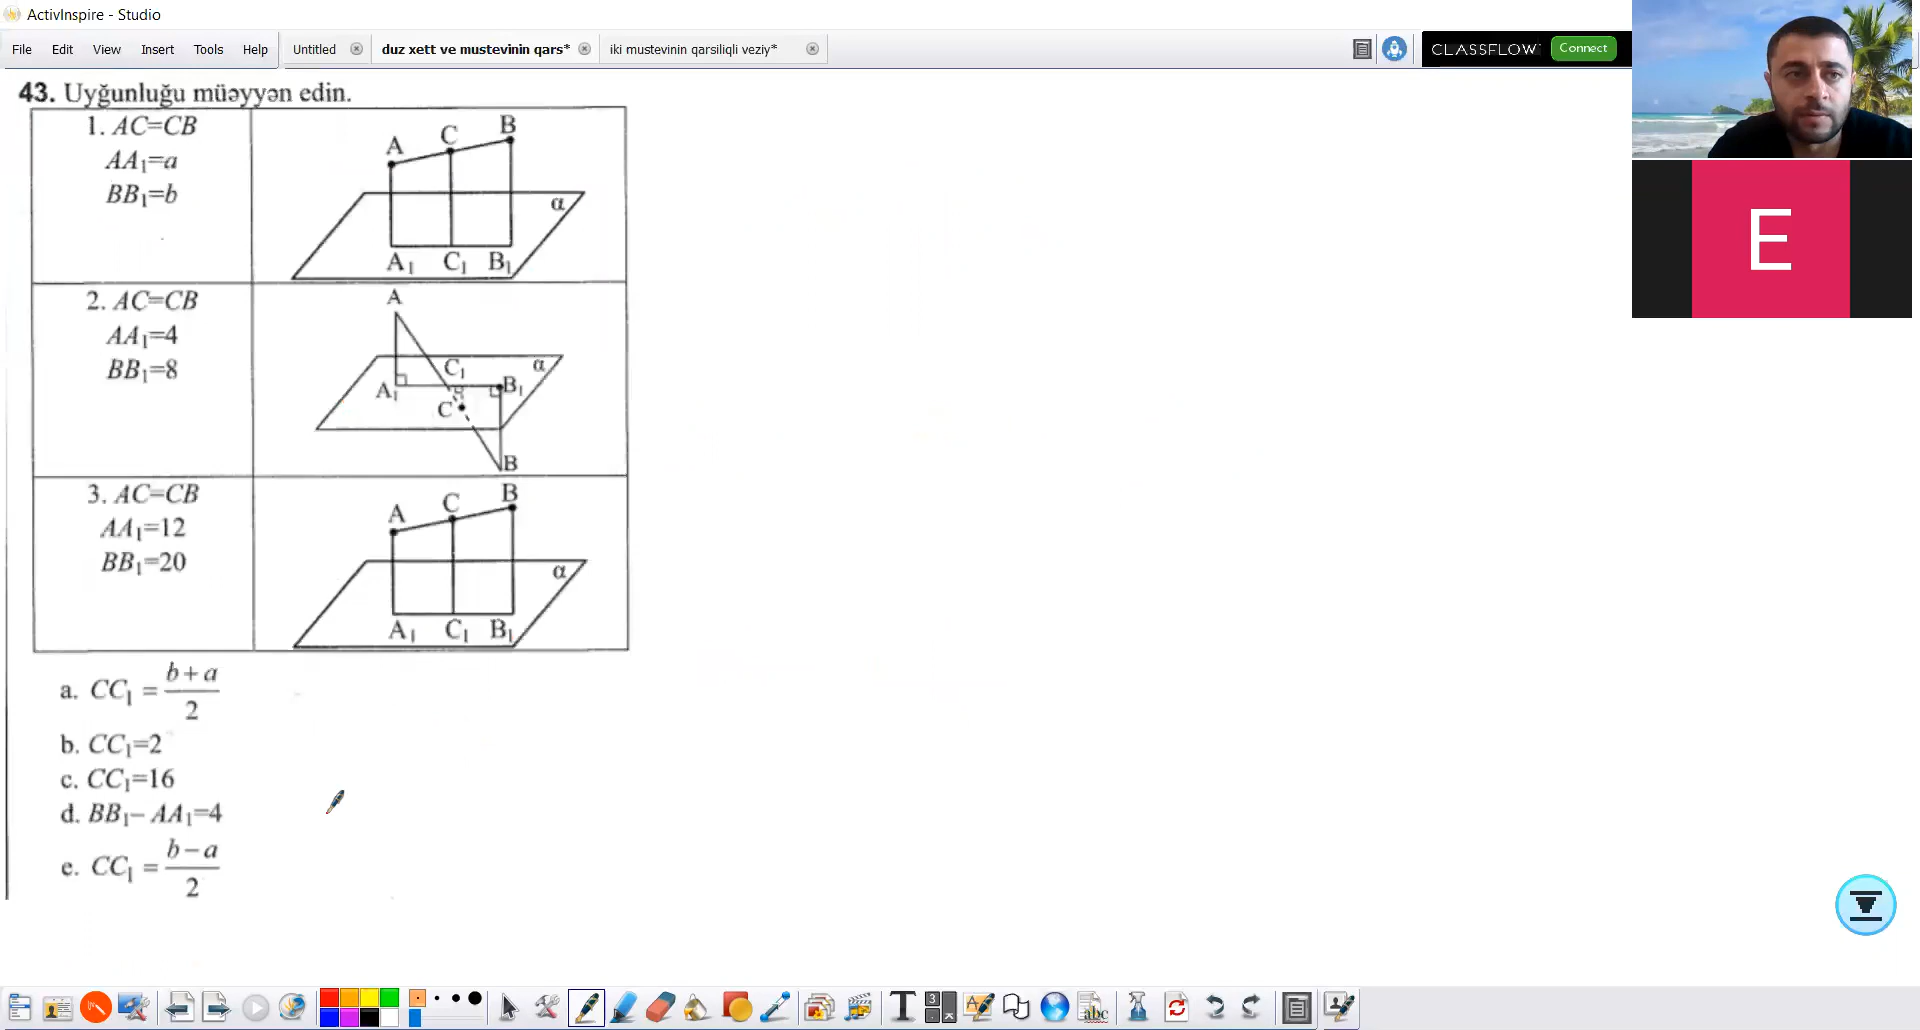 ActivInspire - Studio
File Edit View Insert Tools Help
Untitled
duz xett ve mustevinin qars*
iki mustevinin qarsiliqli veziy*
CLASSFLOW
Connect
43. Uyğunluğu müəyyən edin.
1. AC=CB
AA₁=a
BB₁=b
A C B
α
A₁ C₁ B₁
2. AC=CB
AA₁=4
BB₁=8
A
C₁ α
A₁ B₁
C
B
3. AC=CB
AA₁=12
BB₁=20
A C B
α
A₁ C₁ B₁
a. CC₁ = (b+a)/2
b. CC₁=2
c. CC₁=16
d. BB₁– AA₁=4
e. CC₁ = (b–a)/2
E
T
abc